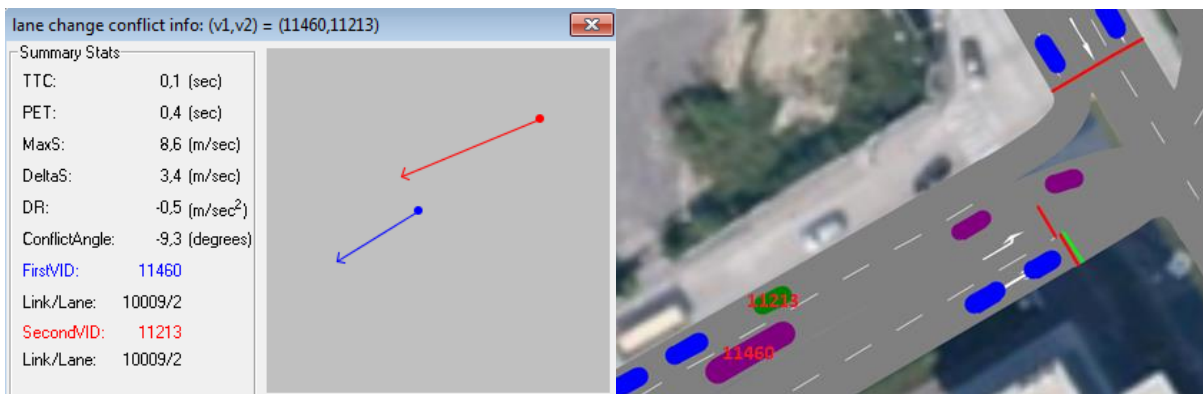 lane change conflict info: (v1,v2) = (11460,11213)
Summary Stats
TTC: 0,1 (sec)
PET: 0,4 (sec)
MaxS: 8,6 (m/sec)
DeltaS: 3,4 (m/sec)
DR: -0,5 (m/sec²)
ConflictAngle: -9,3 (degrees)
FirstVID: 11460
Link/Lane: 10009/2
SecondVID: 11213
Link/Lane: 10009/2
11213
11460